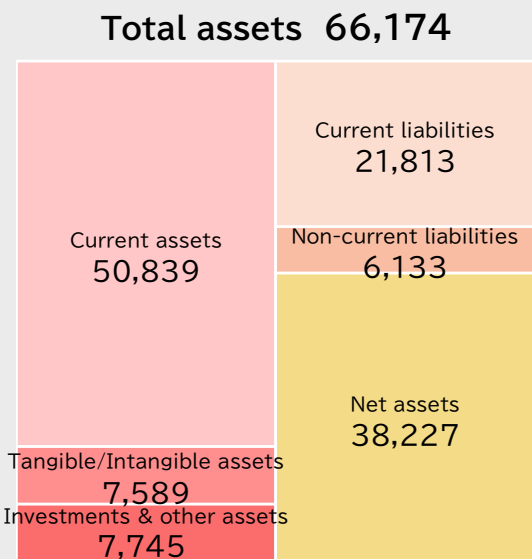 Total assets 66,174
Current assets
50,839
Tangible/Intangible assets
7,589
Investments & other assets
7,745
Current liabilities
21,813
Non-current liabilities
6,133
Net assets
38,227